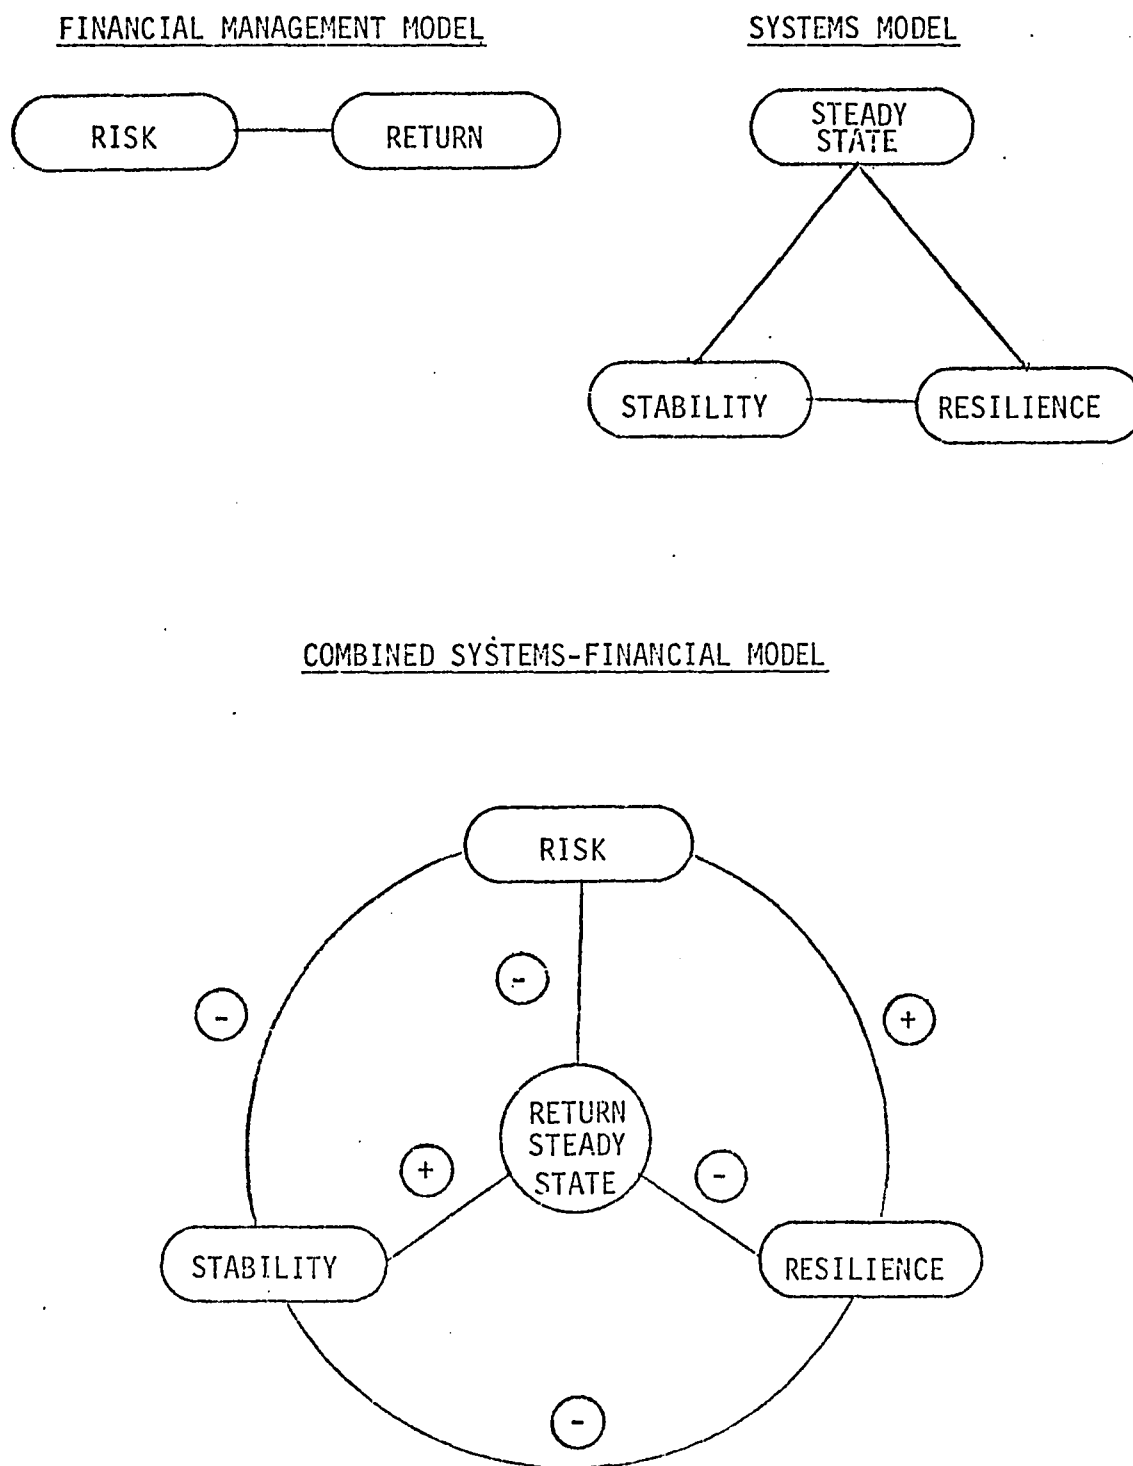 FINANCIAL MANAGEMENT MODEL
SYSTEMS MODEL
RISK
RETURN
STEADY
STATE
STABILITY
RESILIENCE
COMBINED SYSTEMS-FINANCIAL MODEL
RISK
-
-
+
RETURN
STEADY
STATE
+
-
STABILITY
RESILIENCE
-